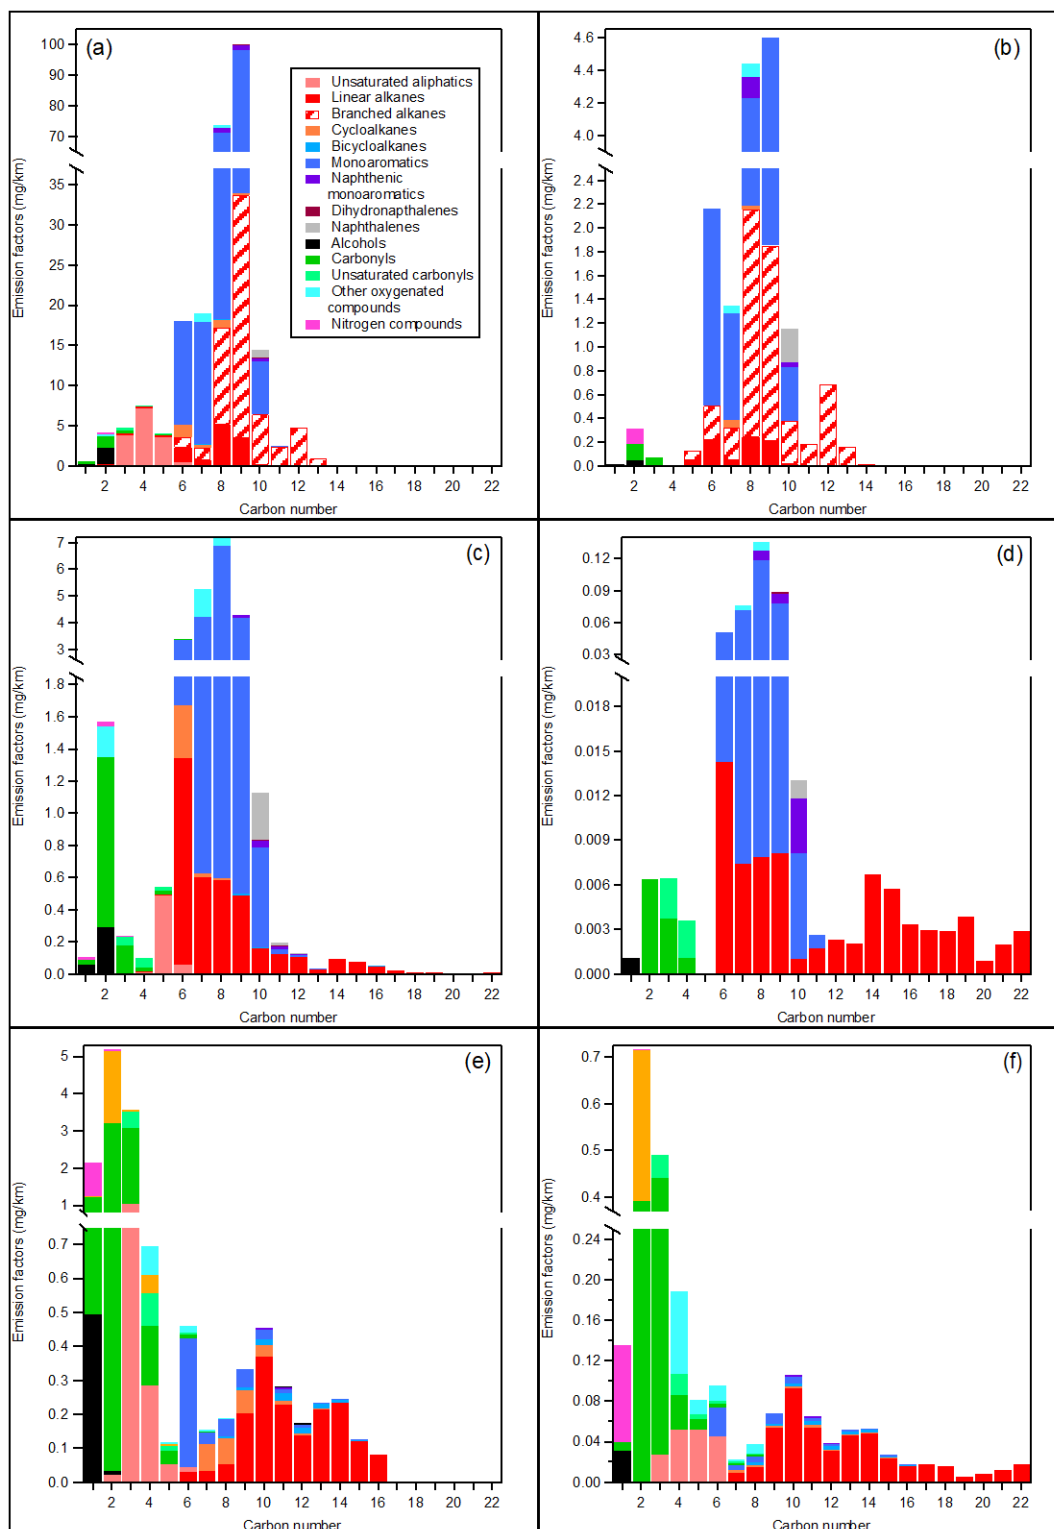 (a)
100
90
80
70
35
30
25
20
15
10
5
0
Emission factors (mg/km)
2 4 6 8 10 12 14 16 18 20 22
Carbon number
Unsaturated aliphatics
Linear alkanes
Branched alkanes
Cycloalkanes
Bicycloalkanes
Monoaromatics
Naphthenic
monoaromatics
Dihydronapthalenes
Naphthalenes
Alcohols
Carbonyls
Unsaturated carbonyls
Other oxygenated
compounds
Nitrogen compounds
(b)
4.6
4.4
4.2
4.0
2.4
2.2
2.0
1.8
1.6
1.4
1.2
1.0
0.8
0.6
0.4
0.2
0.0
Emission factors (mg/km)
2 4 6 8 10 12 14 16 18 20 22
Carbon number
(c)
7
6
5
4
3
1.8
1.6
1.4
1.2
1.0
0.8
0.6
0.4
0.2
0.0
Emission factors (mg/km)
2 4 6 8 10 12 14 16 18 20 22
Carbon number
(d)
0.12
0.09
0.06
0.03
0.018
0.015
0.012
0.009
0.006
0.003
0.000
Emission factors (mg/km)
2 4 6 8 10 12 14 16 18 20 22
Carbon number
(e)
5
4
3
2
1
0.7
0.6
0.5
0.4
0.3
0.2
0.1
0.0
Emission factors (mg/km)
2 4 6 8 10 12 14 16 18 20 22
Carbon number
(f)
0.7
0.6
0.5
0.4
0.24
0.20
0.16
0.12
0.08
0.04
0.00
Emission factors (mg/km)
2 4 6 8 10 12 14 16 18 20 22
Carbon number